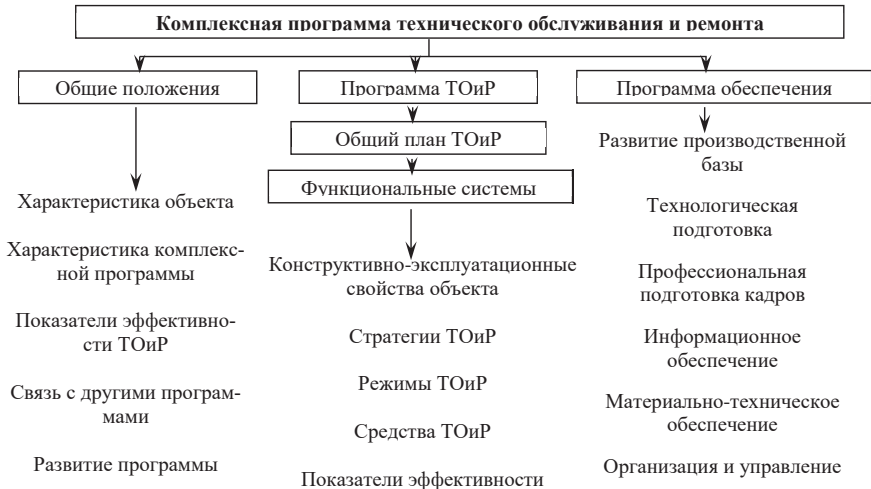 Комплексная программа технического обслуживания и ремонта
Общие положения
Программа ТОиР
Программа обеспечения
Общий план ТОиР
Функциональные системы
Характеристика объекта
Характеристика комплекс-
ной программы
Показатели эффективно-
сти ТОиР
Связь с другими програм-
мами
Развитие программы
Конструктивно-эксплуатационные
свойства объекта
Стратегии ТОиР
Режимы ТОиР
Средства ТОиР
Показатели эффективности
Развитие производственной
базы
Технологическая
подготовка
Профессиональная
подготовка кадров
Информационное
обеспечение
Материально-техническое
обеспечение
Организация и управление